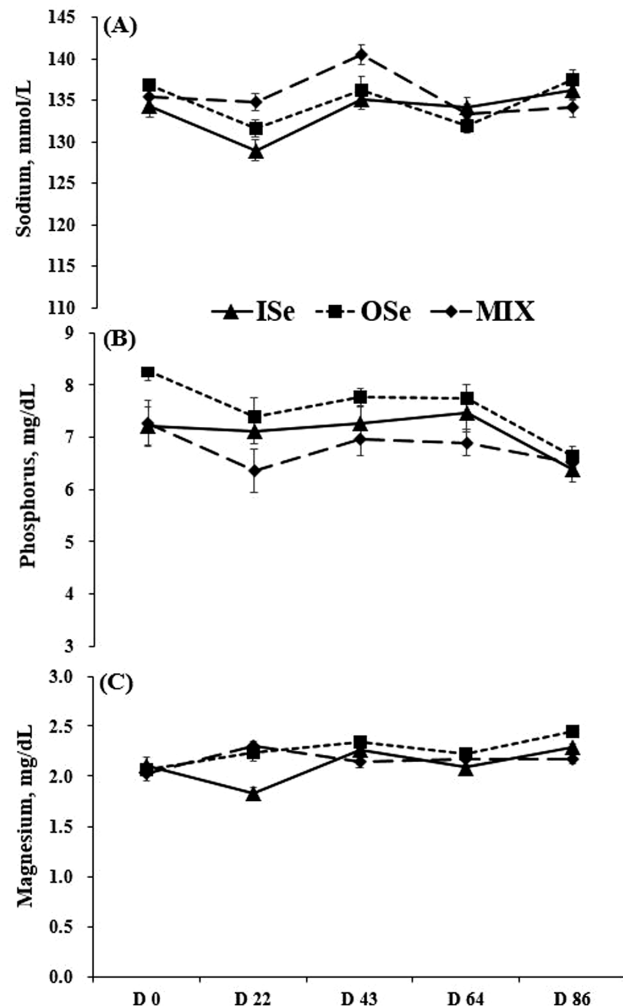 (A)
Sodium, mmol/L
145
140
135
130
125
120
115
110
ISe OSe MIX
(B)
Phosphorus, mg/dL
9
8
7
6
5
4
3
(C)
Magnesium, mg/dL
3.0
2.5
2.0
1.5
1.0
0.5
0.0
D 0 D 22 D 43 D 64 D 86